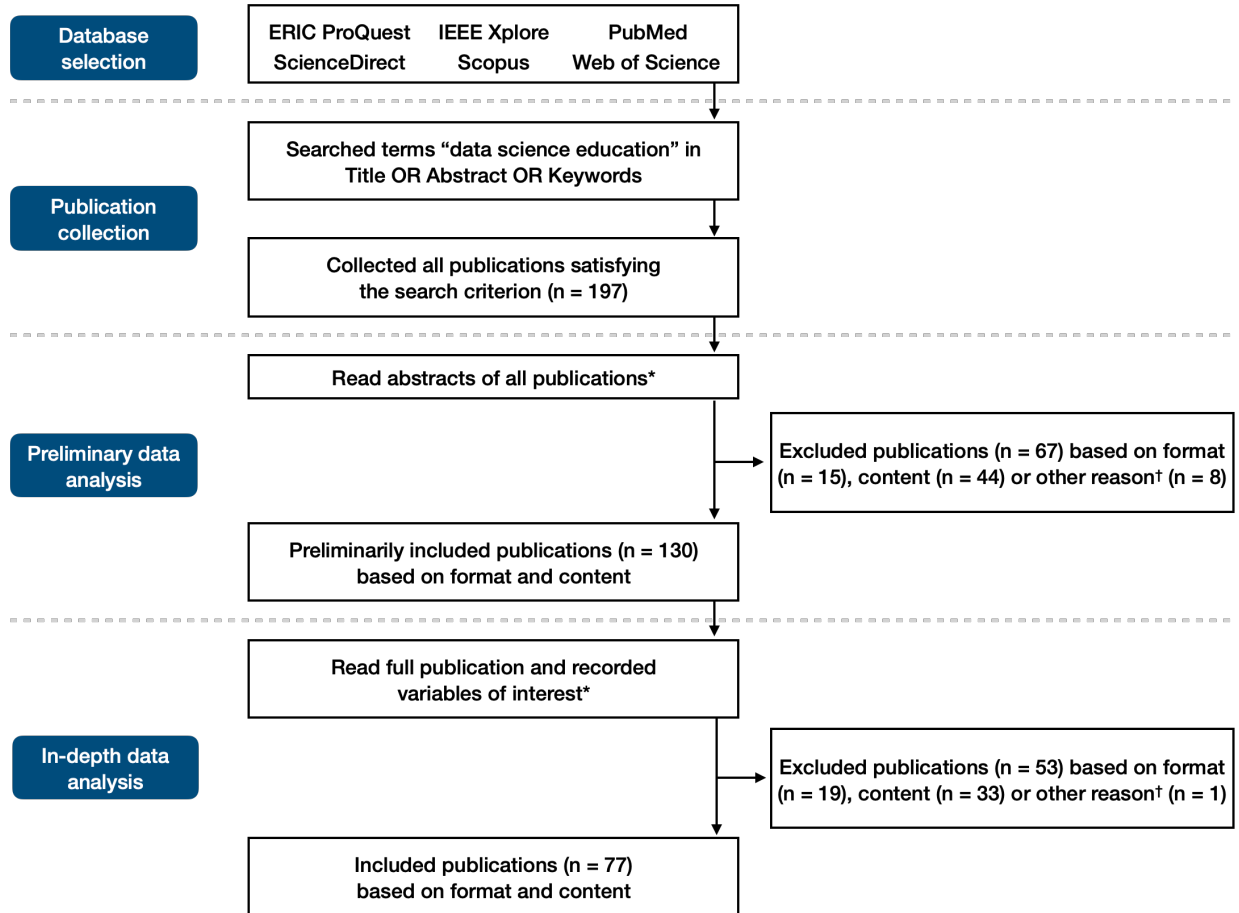 Database
selection
ERIC ProQuest IEEE Xplore PubMed
ScienceDirect Scopus Web of Science
Publication
collection
Searched terms “data science education” in
Title OR Abstract OR Keywords
Collected all publications satisfying
the search criterion (n = 197)
Preliminary data
analysis
Read abstracts of all publications*
Excluded publications (n = 67) based on format
(n = 15), content (n = 44) or other reason† (n = 8)
Preliminarily included publications (n = 130)
based on format and content
In-depth data
analysis
Read full publication and recorded
variables of interest*
Excluded publications (n = 53) based on format
(n = 19), content (n = 33) or other reason† (n = 1)
Included publications (n = 77)
based on format and content